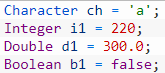 Character ch = 'a';
Integer i1 = 220;
Double d1 = 300.0;
Boolean b1 = false;